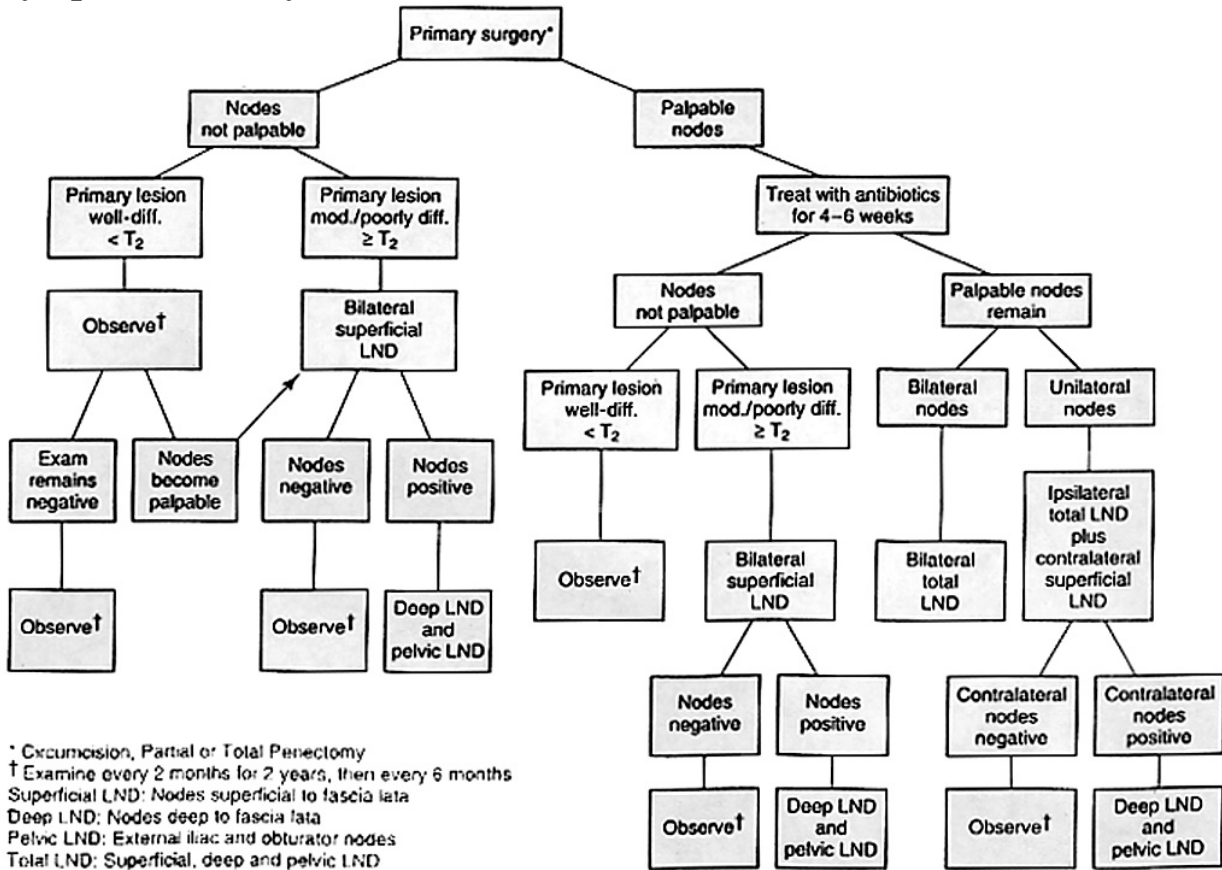 Primary surgery*
Nodes
not palpable
Palpable
nodes
Primary lesion
well-diff.
< T₂
Primary lesion
mod./poorly diff.
≥ T₂
Treat with antibiotics
for 4–6 weeks
Observe†
Bilateral
superficial
LND
Nodes
not palpable
Palpable nodes
remain
Primary lesion
well-diff.
< T₂
Primary lesion
mod./poorly diff.
≥ T₂
Bilateral
nodes
Unilateral
nodes
Exam
remains
negative
Nodes
become
palpable
Nodes
negative
Nodes
positive
Observe†
Bilateral
superficial
LND
Bilateral
total
LND
Ipsilateral
total LND
plus
contralateral
superficial
LND
Observe†
Observe†
Deep LND
and
pelvic LND
Nodes
negative
Nodes
positive
Contralateral
nodes
negative
Contralateral
nodes
positive
Observe†
Deep LND
and
pelvic LND
Observe†
Deep LND
and
pelvic LND
* Circumcision, Partial or Total Penectomy
† Examine every 2 months for 2 years, then every 6 months
Superficial LND: Nodes superficial to fascia lata
Deep LND: Nodes deep to fascia lata
Pelvic LND: External iliac and obturator nodes
Total LND: Superficial, deep and pelvic LND